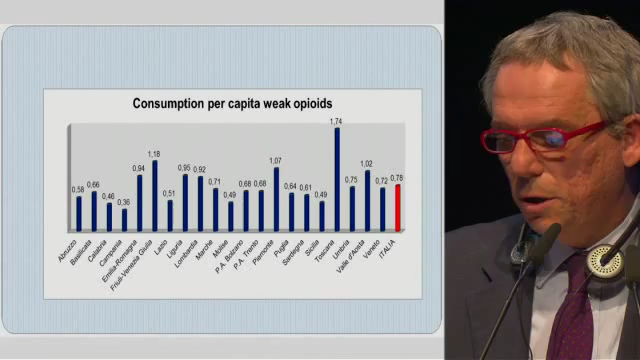 Consumption per capita weak opioids
0,58
0,66
0,46
0,36
0,94
1,18
0,51
0,95
0,92
0,71
0,49
0,68
0,68
1,07
0,64
0,61
0,49
1,74
0,75
1,02
0,72
0,78
Abruzzo
Basilicata
Calabria
Campania
Emilia-Romagna
Friuli-Venezia Giulia
Lazio
Liguria
Lombardia
Marche
Molise
P.A. Bolzano
P.A. Trento
Piemonte
Puglia
Sardegna
Sicilia
Toscana
Umbria
Valle d'Aosta
Veneto
ITALIA